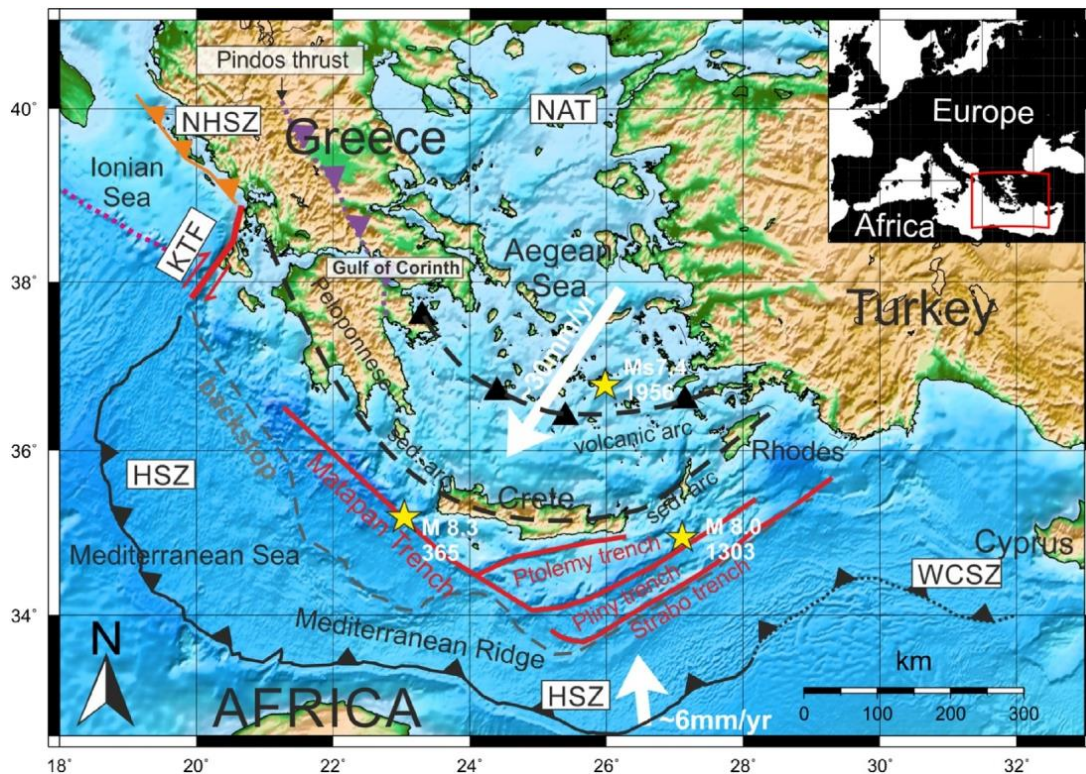 Pindos thrust
NHSZ
Greece
NAT
Europe
Africa
40°
Ionian
Sea
KTF
Gulf of Corinth
Aegean
Sea
Turkey
38°
Peloponnese
~30mm/yr
Ms7.4
1956
volcanic arc
backstop
36°
HSZ
sed. arc
Rhodes
Matapan Trench
Crete
sed. arc
M 8.3
365
M 8.0
1303
Ptolemy trench
Pliny trench
Strabo trench
Cyprus
WCSZ
Mediterranean Sea
34°
Mediterranean Ridge
N
AFRICA
HSZ
~6mm/yr
km
0 100 200 300
18° 20° 22° 24° 26° 28° 30° 32°